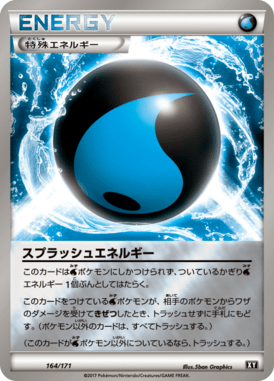 ENERGY
とくしゅ
特殊エネルギー
スプラッシュエネルギー
このカードは ポケモンにしかつけられず、ついているかぎり
エネルギー1個ぶんとしてはたらく。
このカードをつけている ポケモンが、相手のポケモンからワザ
のダメージを受けてきぜつしたとき、トラッシュせずに手札にもど
す。(ポケモン以外のカードは、すべてトラッシュする。)
(このカードが ポケモン以外についているなら、トラッシュする。)
164/171
Illus.5ban Graphics
XY
©2017 Pokémon/Nintendo/Creatures/GAME FREAK.